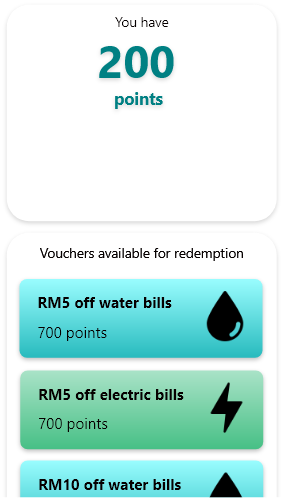 You have
200
points
Vouchers available for redemption
RM5 off water bills
700 points
RM5 off electric bills
700 points
RM10 off water bills